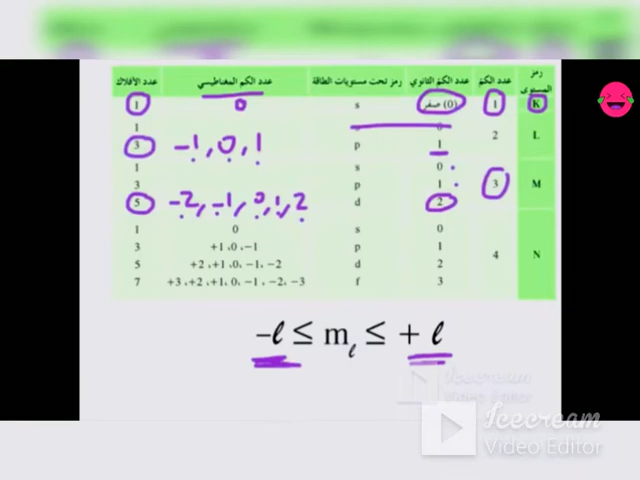 رمز المستوى عدد الكم عدد الكم الثانوي رمز تحت مستويات الطاقة عدد الكم المغناطيسي عدد الأفلاك
K 1 (0) صفر s 0 1
L 2 0 1
1 p -1, 0, 1 3
M 3 0 s 1
1 p 3
2 d -2, -1, 0, 1, 2 5
N 4 0 s 0 1
1 p +1،0،-1 3
2 d +2،+1،0،-1،-2 5
3 f +3،+2،+1،0،-1،-2،-3 7
-ℓ ≤ mℓ ≤ + ℓ
Icecream
Video Editor
Icecream
Video Editor